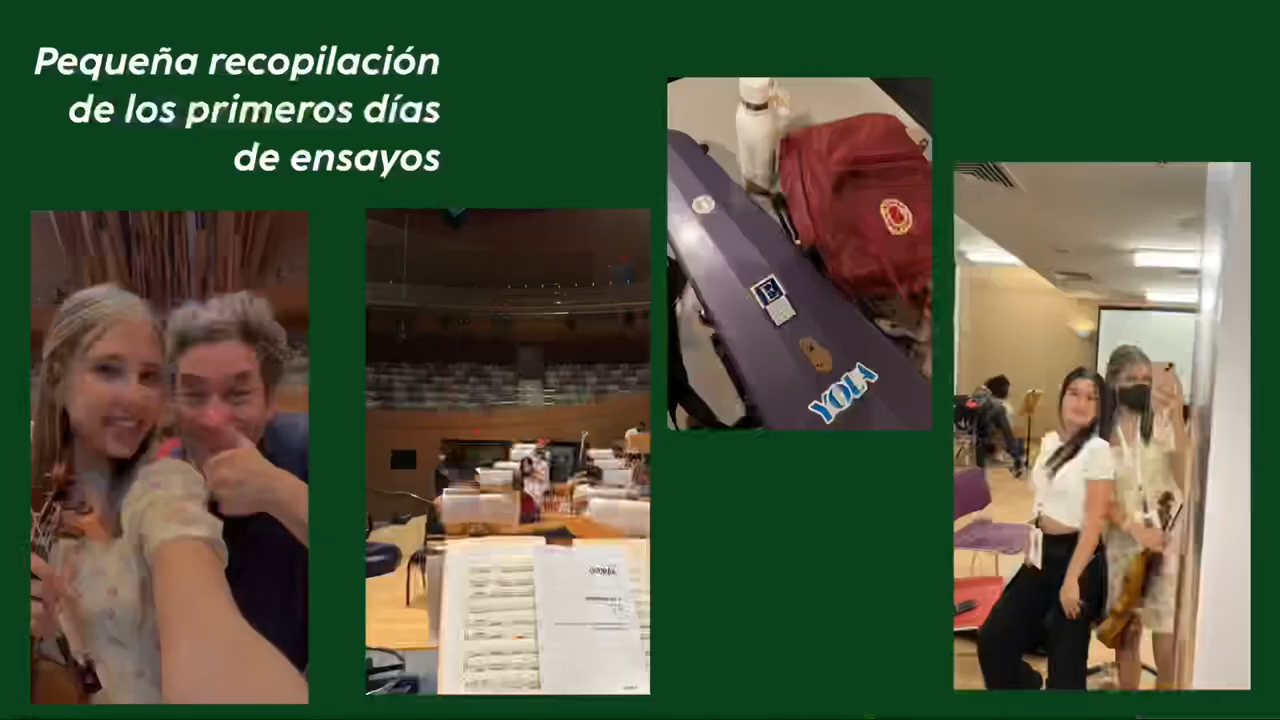 Pequeña recopilación
de los primeros días
de ensayos
E
YOLA